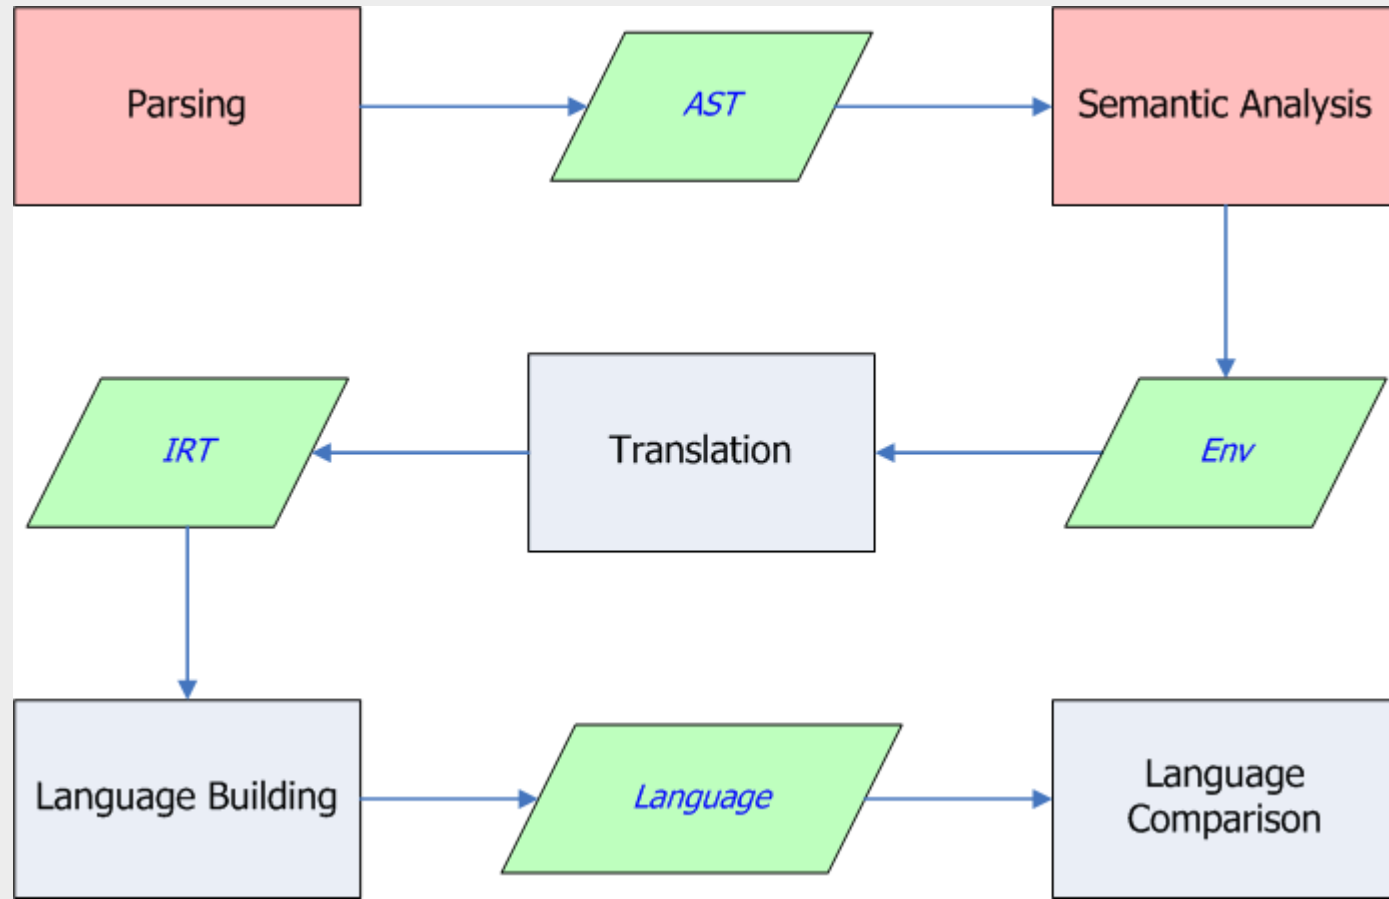 Parsing
AST
Semantic Analysis
IRT
Translation
Env
Language Building
Language
Language
Comparison